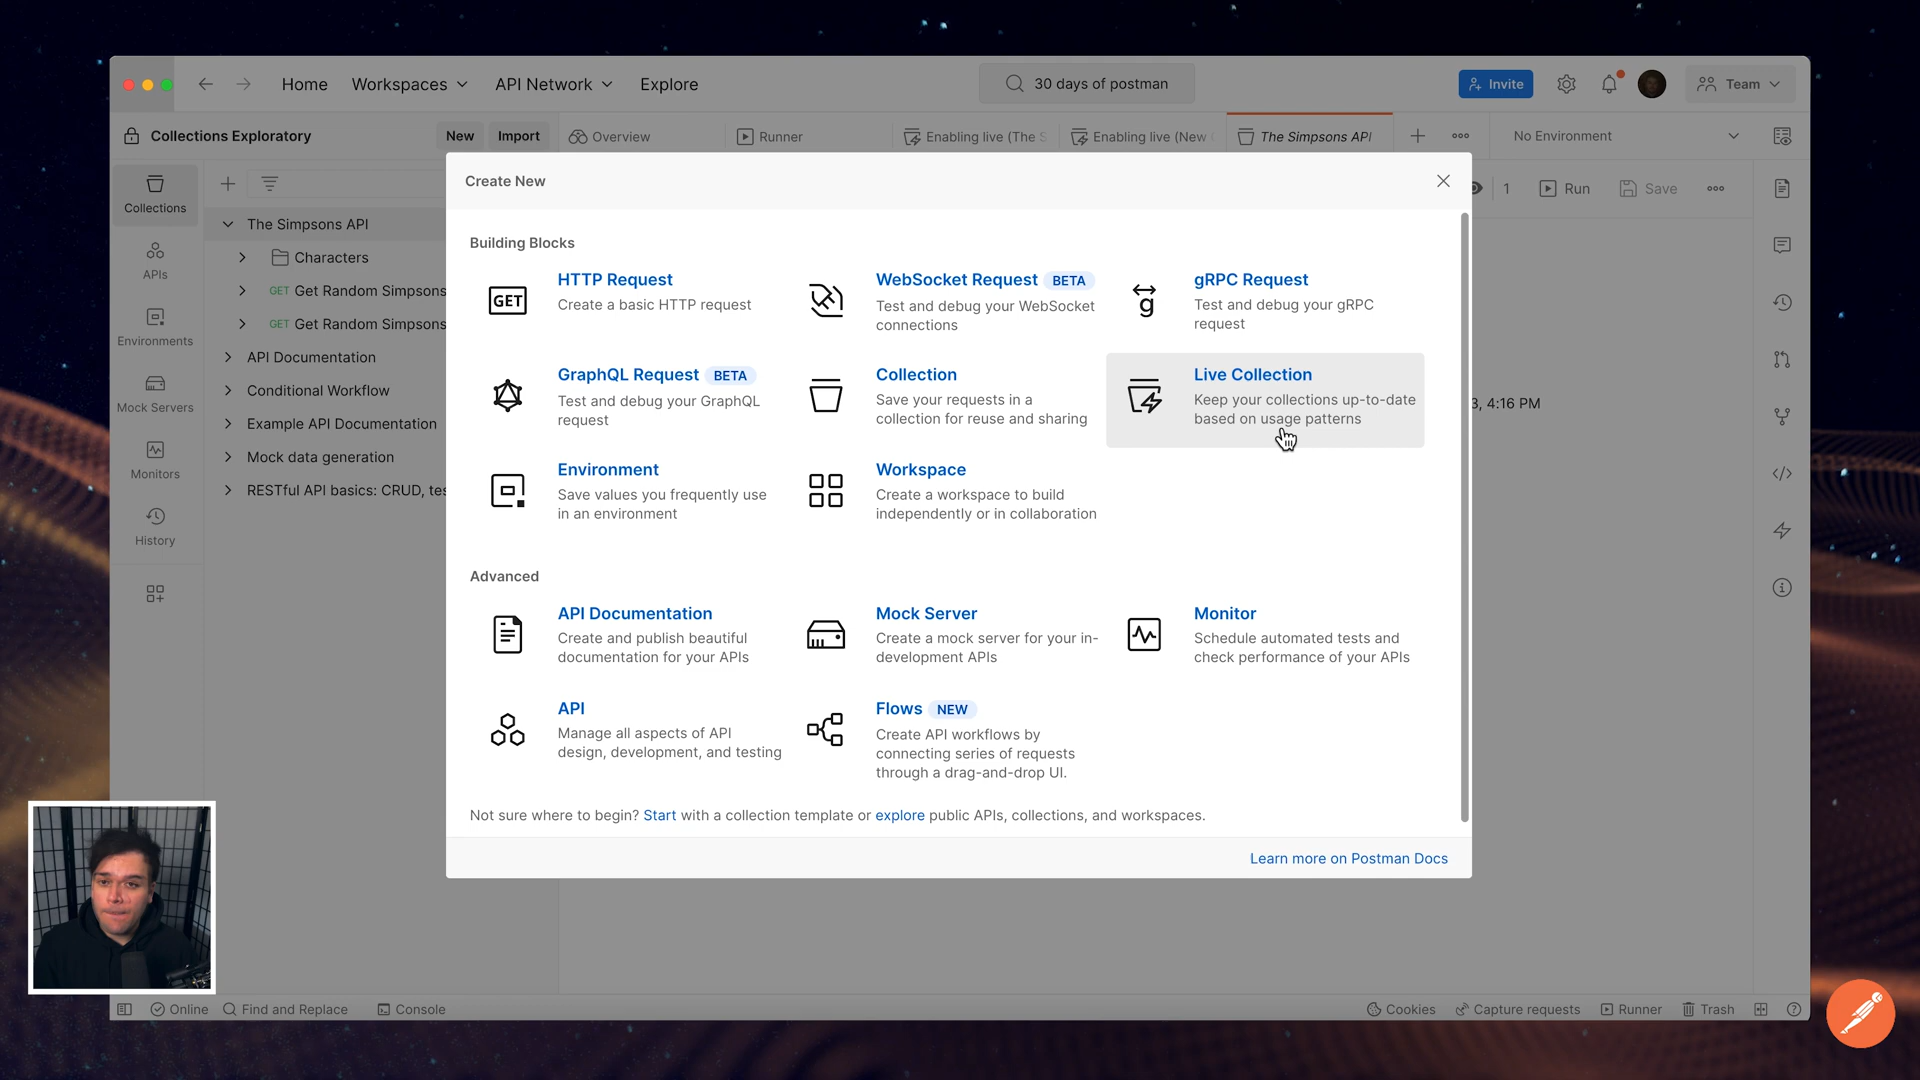 Home
Workspaces
API Network
Explore
30 days of postman
Invite
Team
Collections Exploratory
New
Import
Overview
Runner
Enabling live (The S
Enabling live (New
The Simpsons API
No Environment
Collections
APIs
Environments
Mock Servers
Monitors
History
The Simpsons API
Characters
GET Get Random Simpsons
GET Get Random Simpsons
API Documentation
Conditional Workflow
Example API Documentation
Mock data generation
RESTful API basics: CRUD, tes
1
Run
Save
3, 4:16 PM
Create New
Building Blocks
GET
HTTP Request
Create a basic HTTP request
WebSocket Request BETA
Test and debug your WebSocket
connections
g
gRPC Request
Test and debug your gRPC
request
GraphQL Request BETA
Test and debug your GraphQL
request
Collection
Save your requests in a
collection for reuse and sharing
Live Collection
Keep your collections up-to-date
based on usage patterns
Environment
Save values you frequently use
in an environment
Workspace
Create a workspace to build
independently or in collaboration
Advanced
API Documentation
Create and publish beautiful
documentation for your APIs
Mock Server
Create a mock server for your in-
development APIs
Monitor
Schedule automated tests and
check performance of your APIs
API
Manage all aspects of API
design, development, and testing
Flows NEW
Create API workflows by
connecting series of requests
through a drag-and-drop UI.
Not sure where to begin? Start with a collection template or explore public APIs, collections, and workspaces.
Learn more on Postman Docs
Online
Find and Replace
Console
Cookies
Capture requests
Runner
Trash